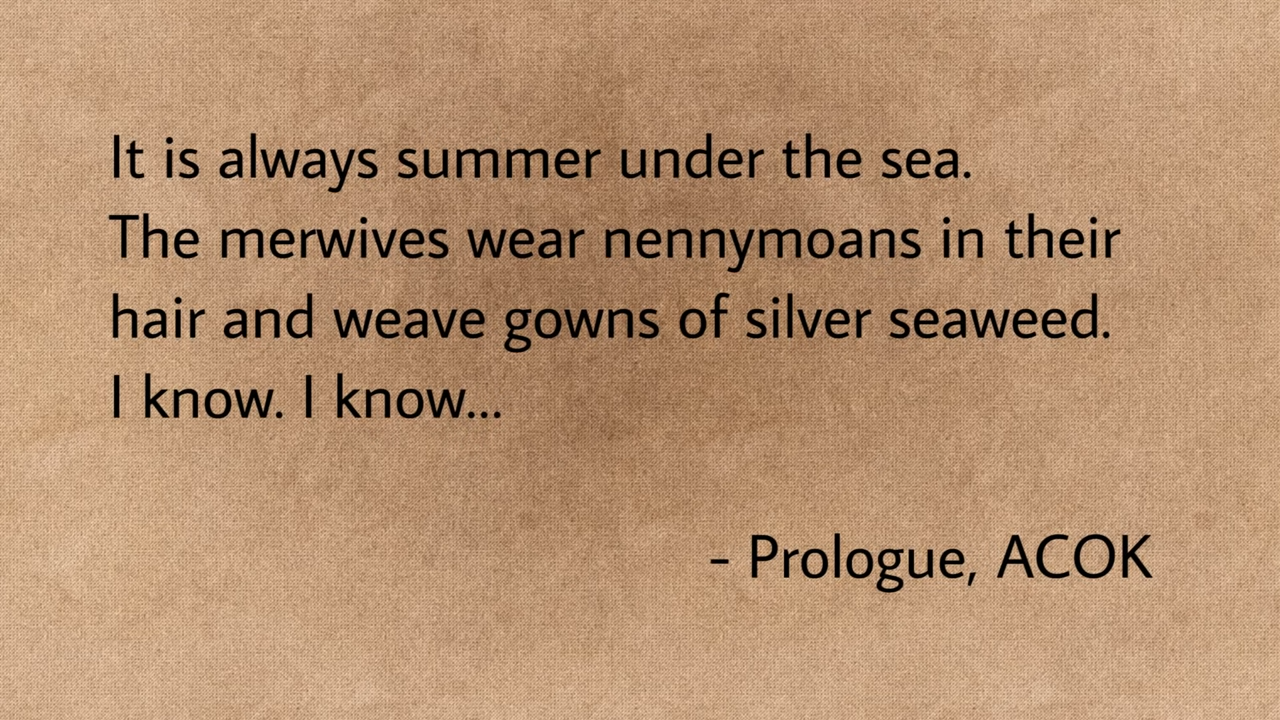 It is always summer under the sea.
The merwives wear nennymoans in their
hair and weave gowns of silver seaweed.
I know. I know...
- Prologue, ACOK